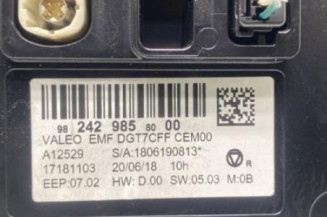 98 242 985 80 00
VALEO EMF DGT7CFF CEM00
A12529 S/A:1806190813*
17181103 20/06/18 10h
EEP:07.02 HW: D.00 SW:05.03 M:0B